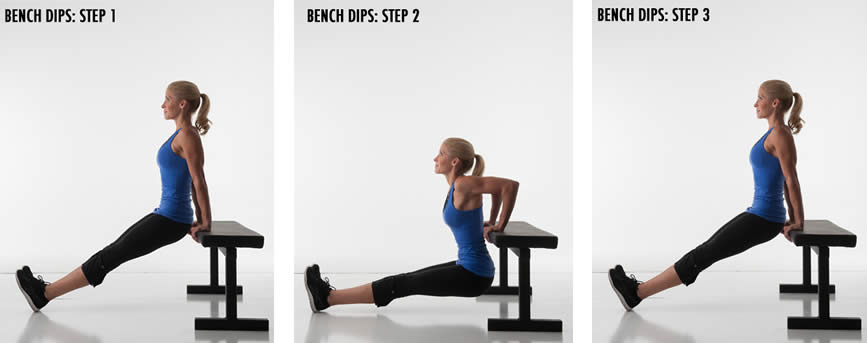 BENCH DIPS: STEP 1
BENCH DIPS: STEP 2
BENCH DIPS: STEP 3